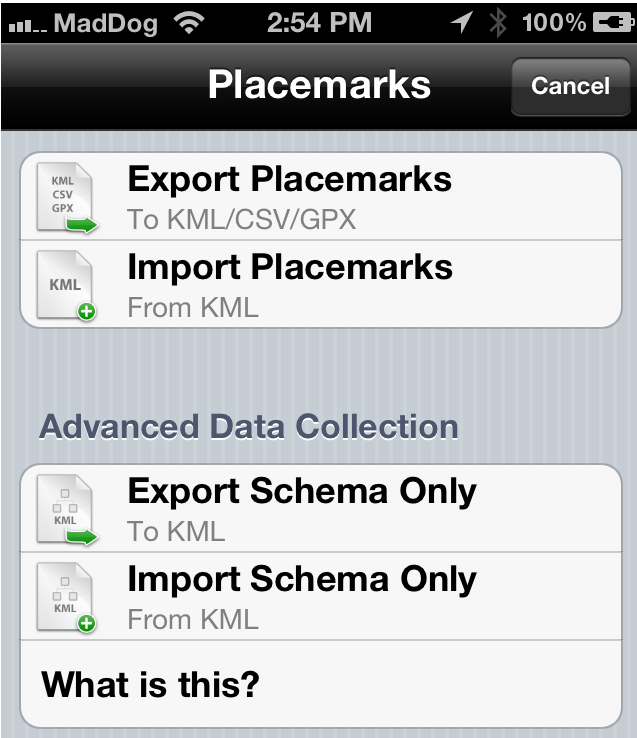 MadDog 2:54 PM 100%
Placemarks Cancel
KML
CSV
GPX
Export Placemarks
To KML/CSV/GPX
KML
Import Placemarks
From KML
Advanced Data Collection
KML
Export Schema Only
To KML
KML
Import Schema Only
From KML
What is this?